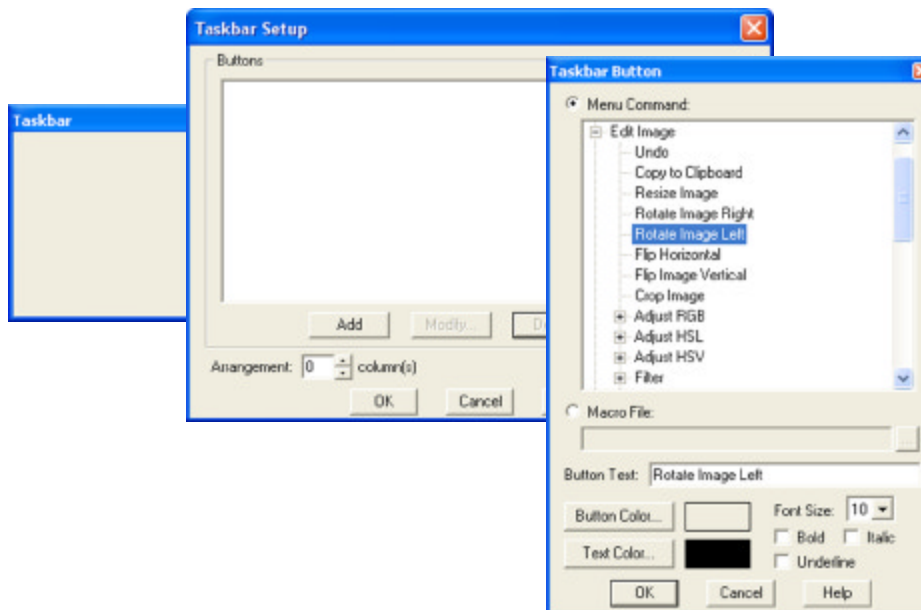 Taskbar Setup
Buttons
Taskbar
Add
Modify...
Arrangement: 0 column(s)
OK Cancel
Taskbar Button
Menu Command:
Edit Image
Undo
Copy to Clipboard
Resize Image
Rotate Image Right
Rotate Image Left
Flip Horizontal
Flip Image Vertical
Crop Image
Adjust RGB
Adjust HSL
Adjust HSV
Filter
Macro File:
...
Button Text: Rotate Image Left
Button Color... Font Size: 10
Bold Italic
Text Color... Underline
OK Cancel Help